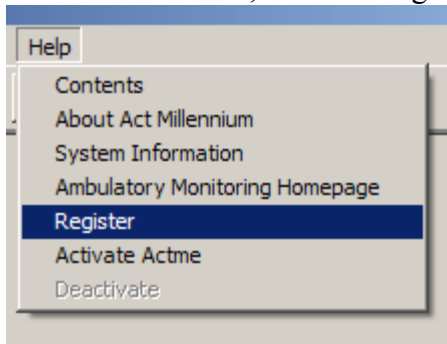 Help
Contents
About Act Millennium
System Information
Ambulatory Monitoring Homepage
Register
Activate Actme
Deactivate